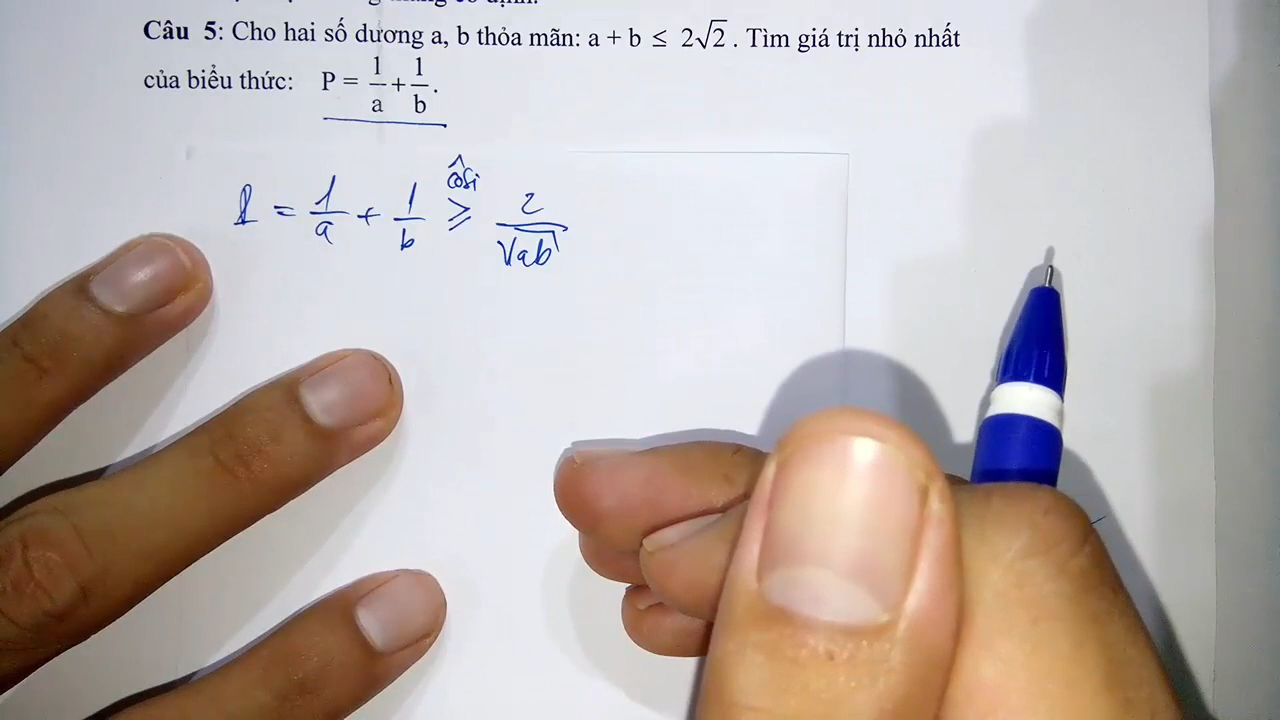 Câu 5: Cho hai số dương a, b thỏa mãn: a + b ≤ 2√2 . Tìm giá trị nhỏ nhất
của biểu thức: P = 1/a + 1/b .
côsi
P = 1/a + 1/b ≥ 2/√ab